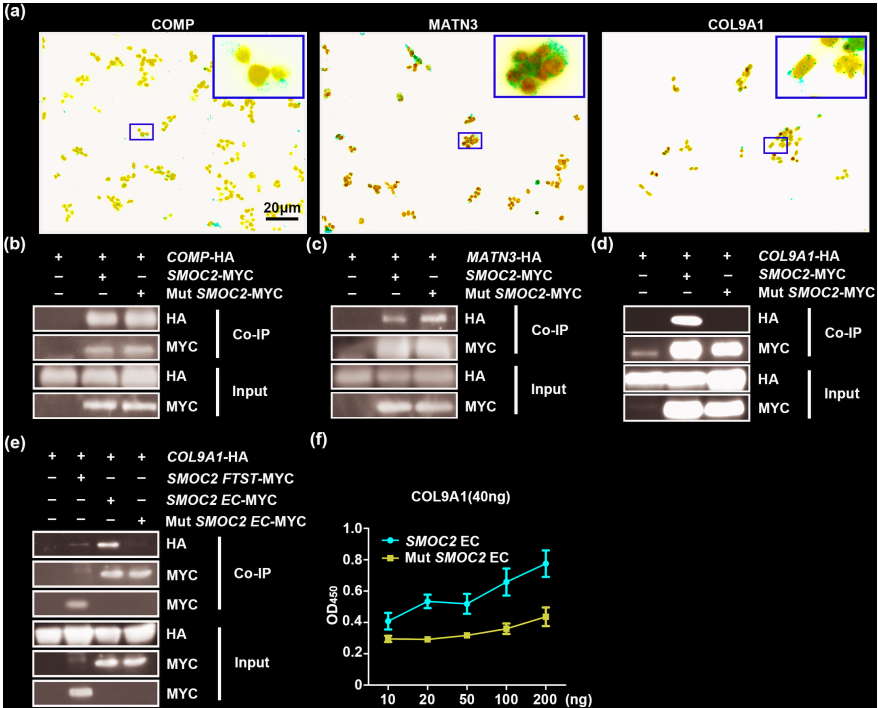 (a)
COMP
MATN3
COL9A1
20μm
(b)
+ + + COMP-HA
– + – SMOC2-MYC
– – + Mut SMOC2-MYC
HA
MYC
Co-IP
HA
MYC
Input
(c)
+ + + MATN3-HA
– + – SMOC2-MYC
– – + Mut SMOC2-MYC
HA
MYC
Co-IP
HA
MYC
Input
(d)
+ + + COL9A1-HA
– + – SMOC2-MYC
– – + Mut SMOC2-MYC
HA
MYC
Co-IP
HA
MYC
Input
(e)
+ + + + COL9A1-HA
– + – – SMOC2 FTST-MYC
– – + – SMOC2 EC-MYC
– – – + Mut SMOC2 EC-MYC
HA
MYC
MYC
Co-IP
HA
MYC
MYC
Input
(f)
COL9A1(40ng)
SMOC2 EC
Mut SMOC2 EC
OD450
1.0
0.8
0.6
0.4
0.2
0
10 20 50 100 200 (ng)